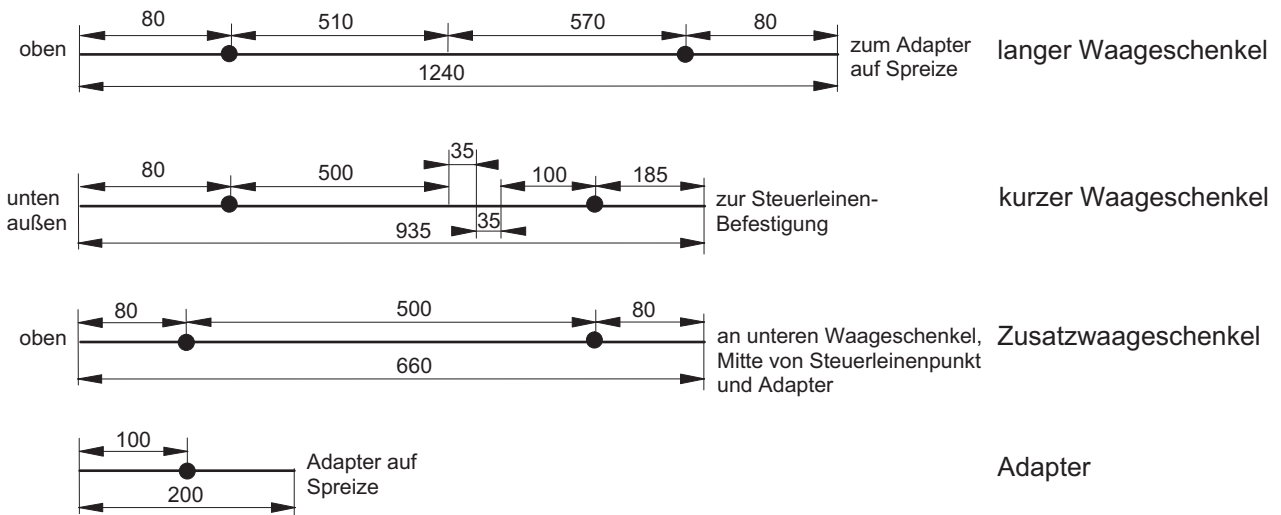 80 510 570 80
oben
zum Adapter
auf Spreize
langer Waageschenkel
1240
35
80 500 100 185
unten
außen
zur Steuerleinen-
Befestigung
kurzer Waageschenkel
35
935
80 500 80
oben
an unteren Waageschenkel,
Mitte von Steuerleinenpunkt
und Adapter
Zusatzwaageschenkel
660
100
Adapter auf
Spreize
Adapter
200